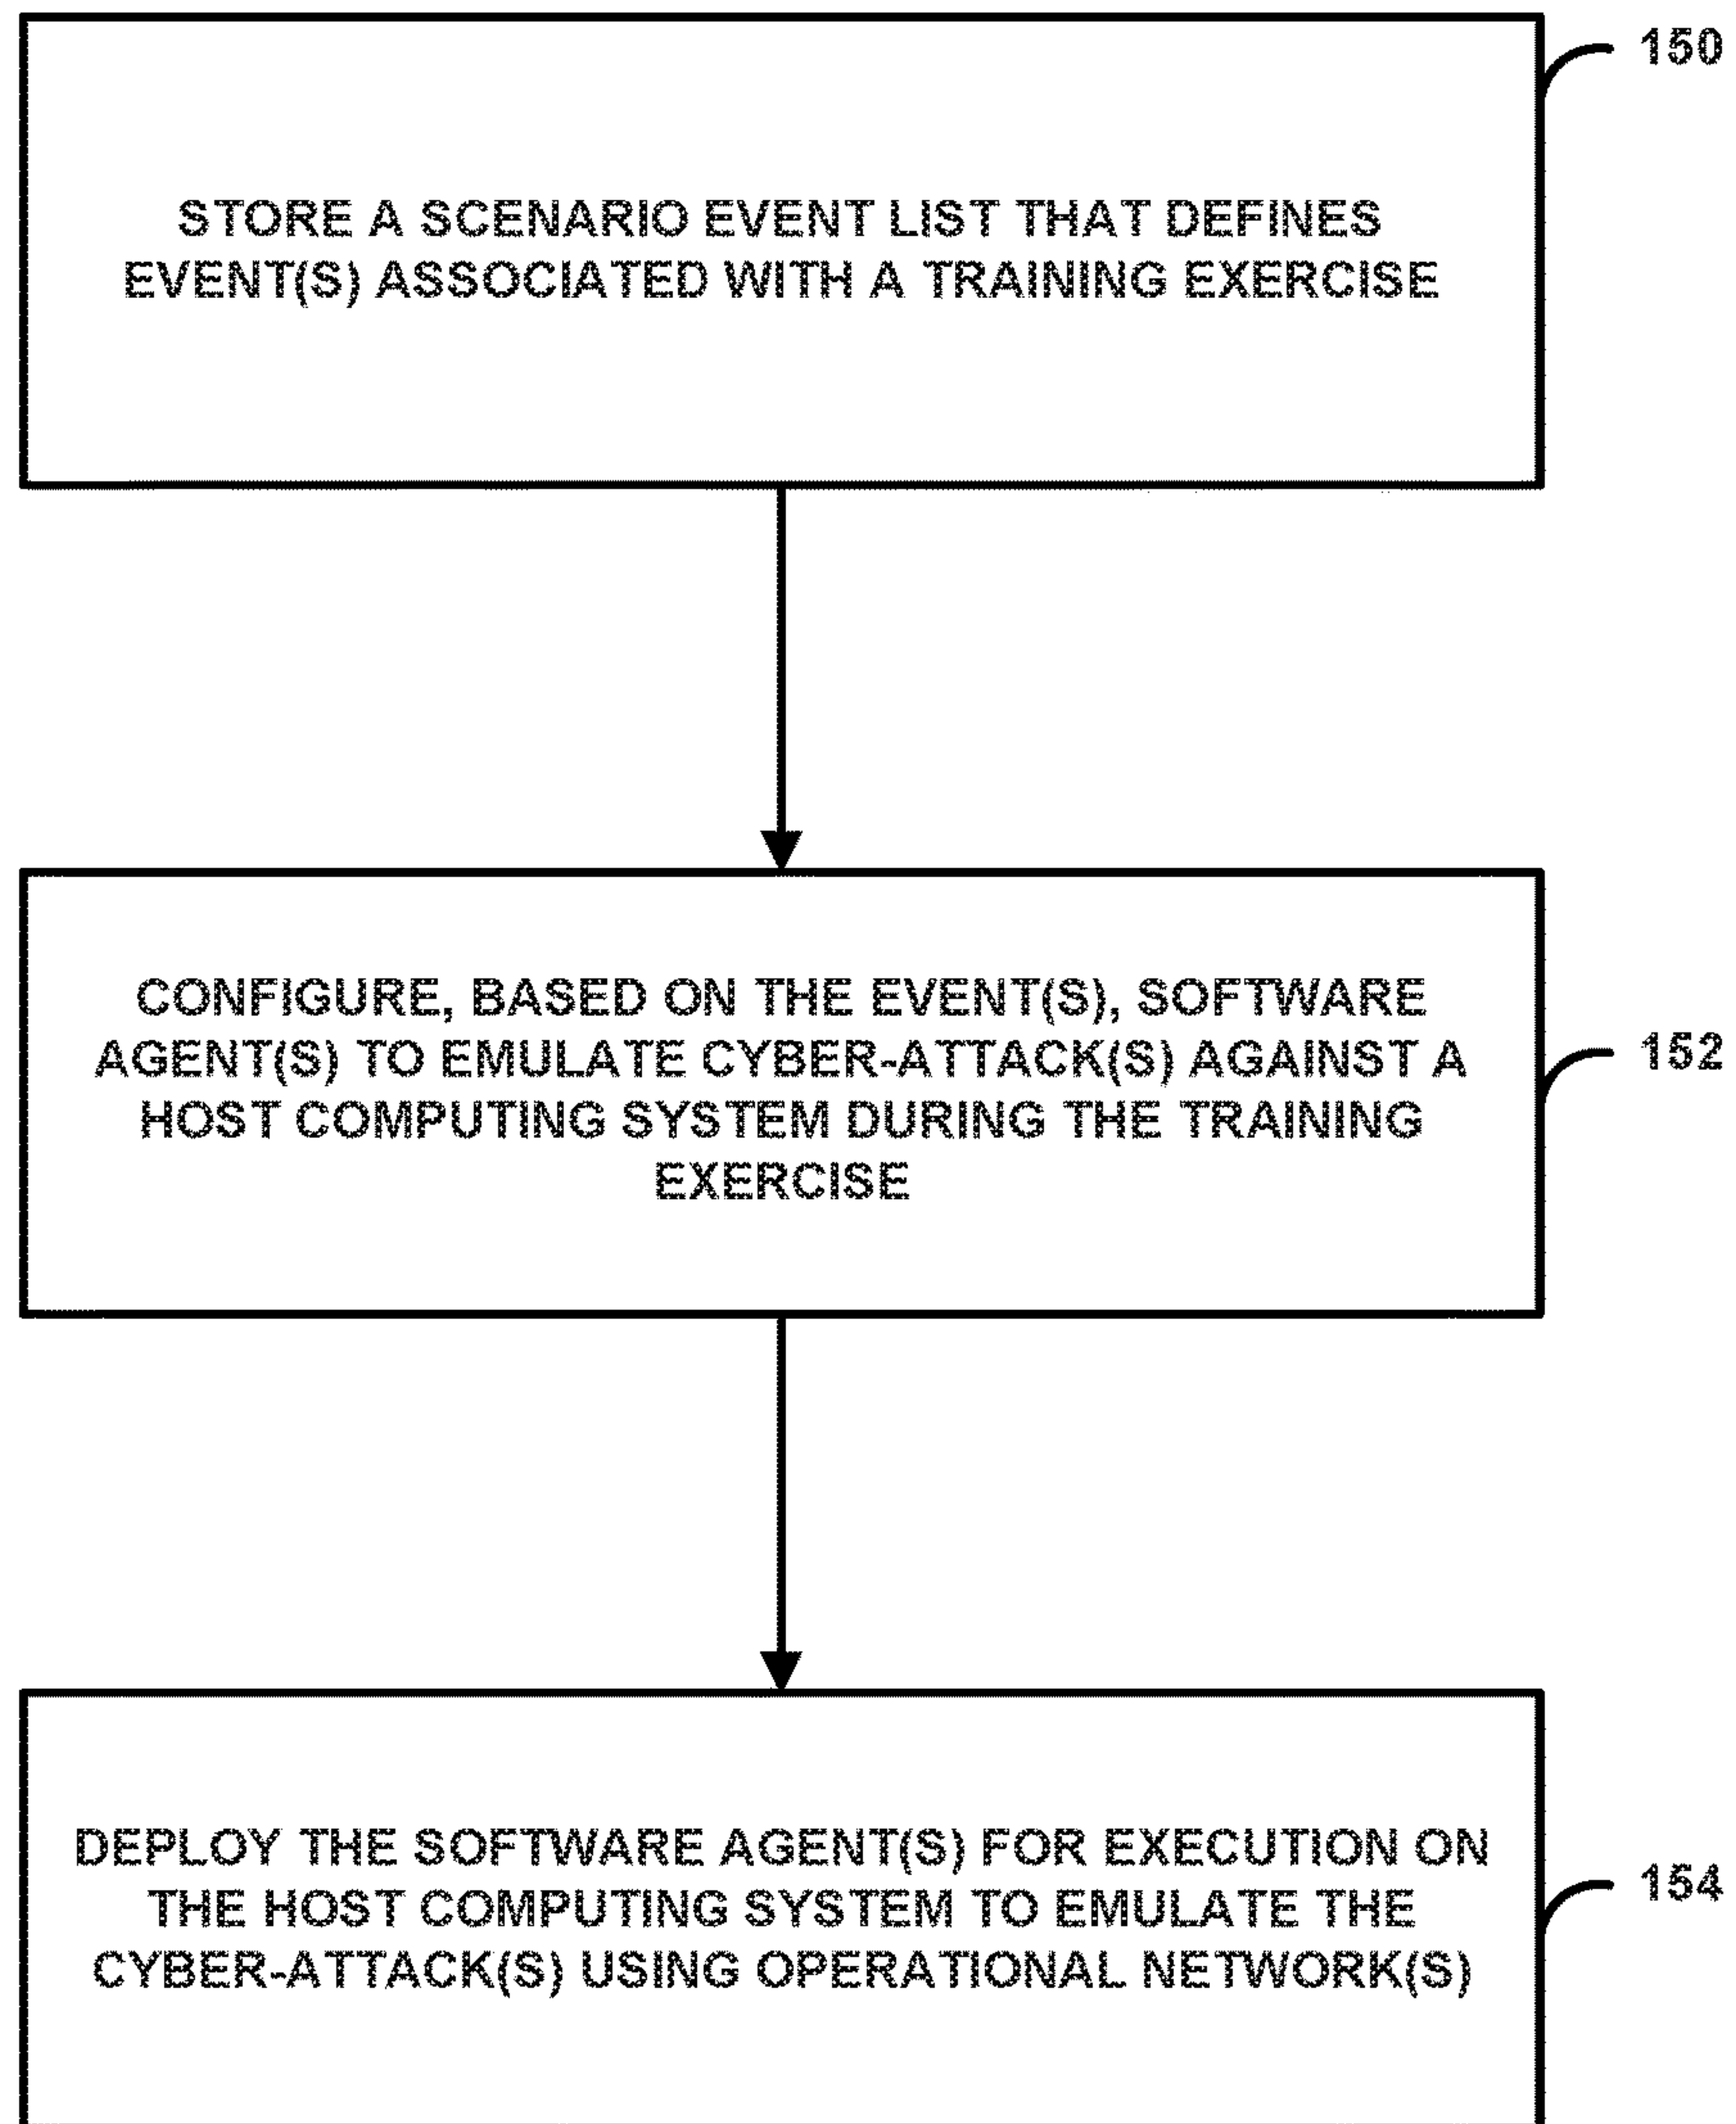 150
STORE A SCENARIO EVENT LIST THAT DEFINES
EVENT(S) ASSOCIATED WITH A TRAINING EXERCISE
CONFIGURE, BASED ON THE EVENT(S), SOFTWARE
AGENT(S) TO EMULATE CYBER-ATTACK(S) AGAINST A
HOST COMPUTING SYSTEM DURING THE TRAINING
EXERCISE
152
DEPLOY THE SOFTWARE AGENT(S) FOR EXECUTION ON
THE HOST COMPUTING SYSTEM TO EMULATE THE
CYBER-ATTACK(S) USING OPERATIONAL NETWORK(S)
154